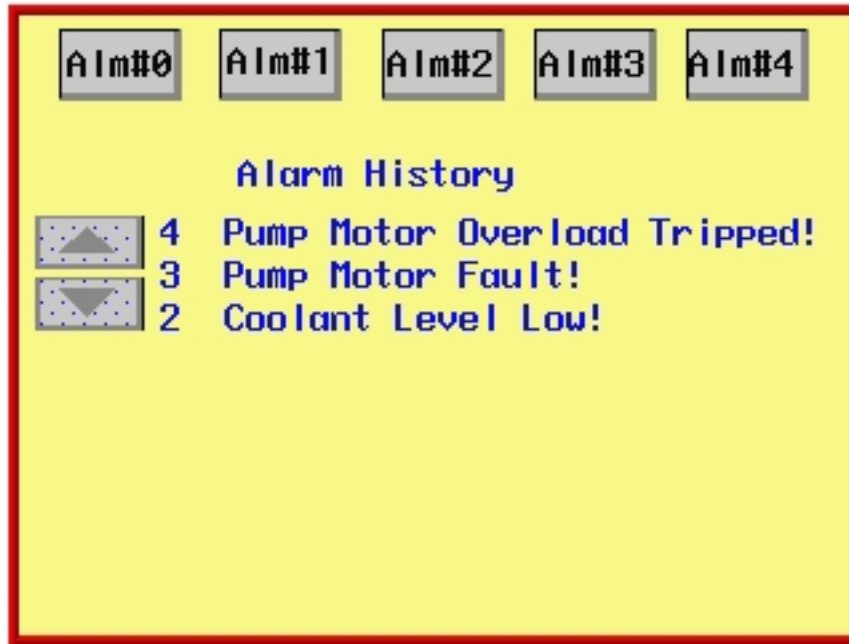 Alm#0 Alm#1 Alm#2 Alm#3 Alm#4
Alarm History
4 Pump Motor Overload Tripped!
3 Pump Motor Fault!
2 Coolant Level Low!